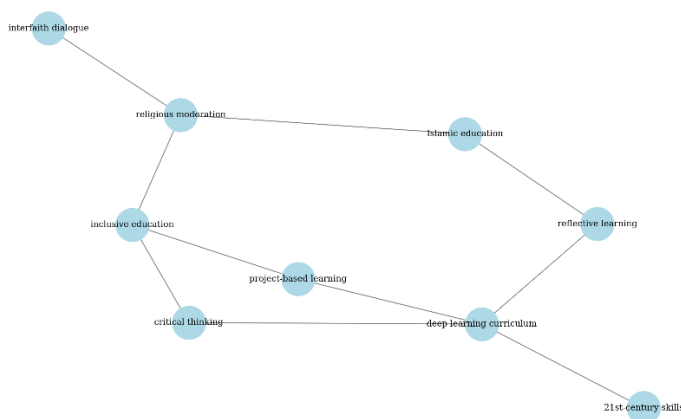 interfaith dialogue
religious moderation
Islamic education
inclusive education
reflective learning
project-based learning
critical thinking
deep learning curriculum
21st-century skills